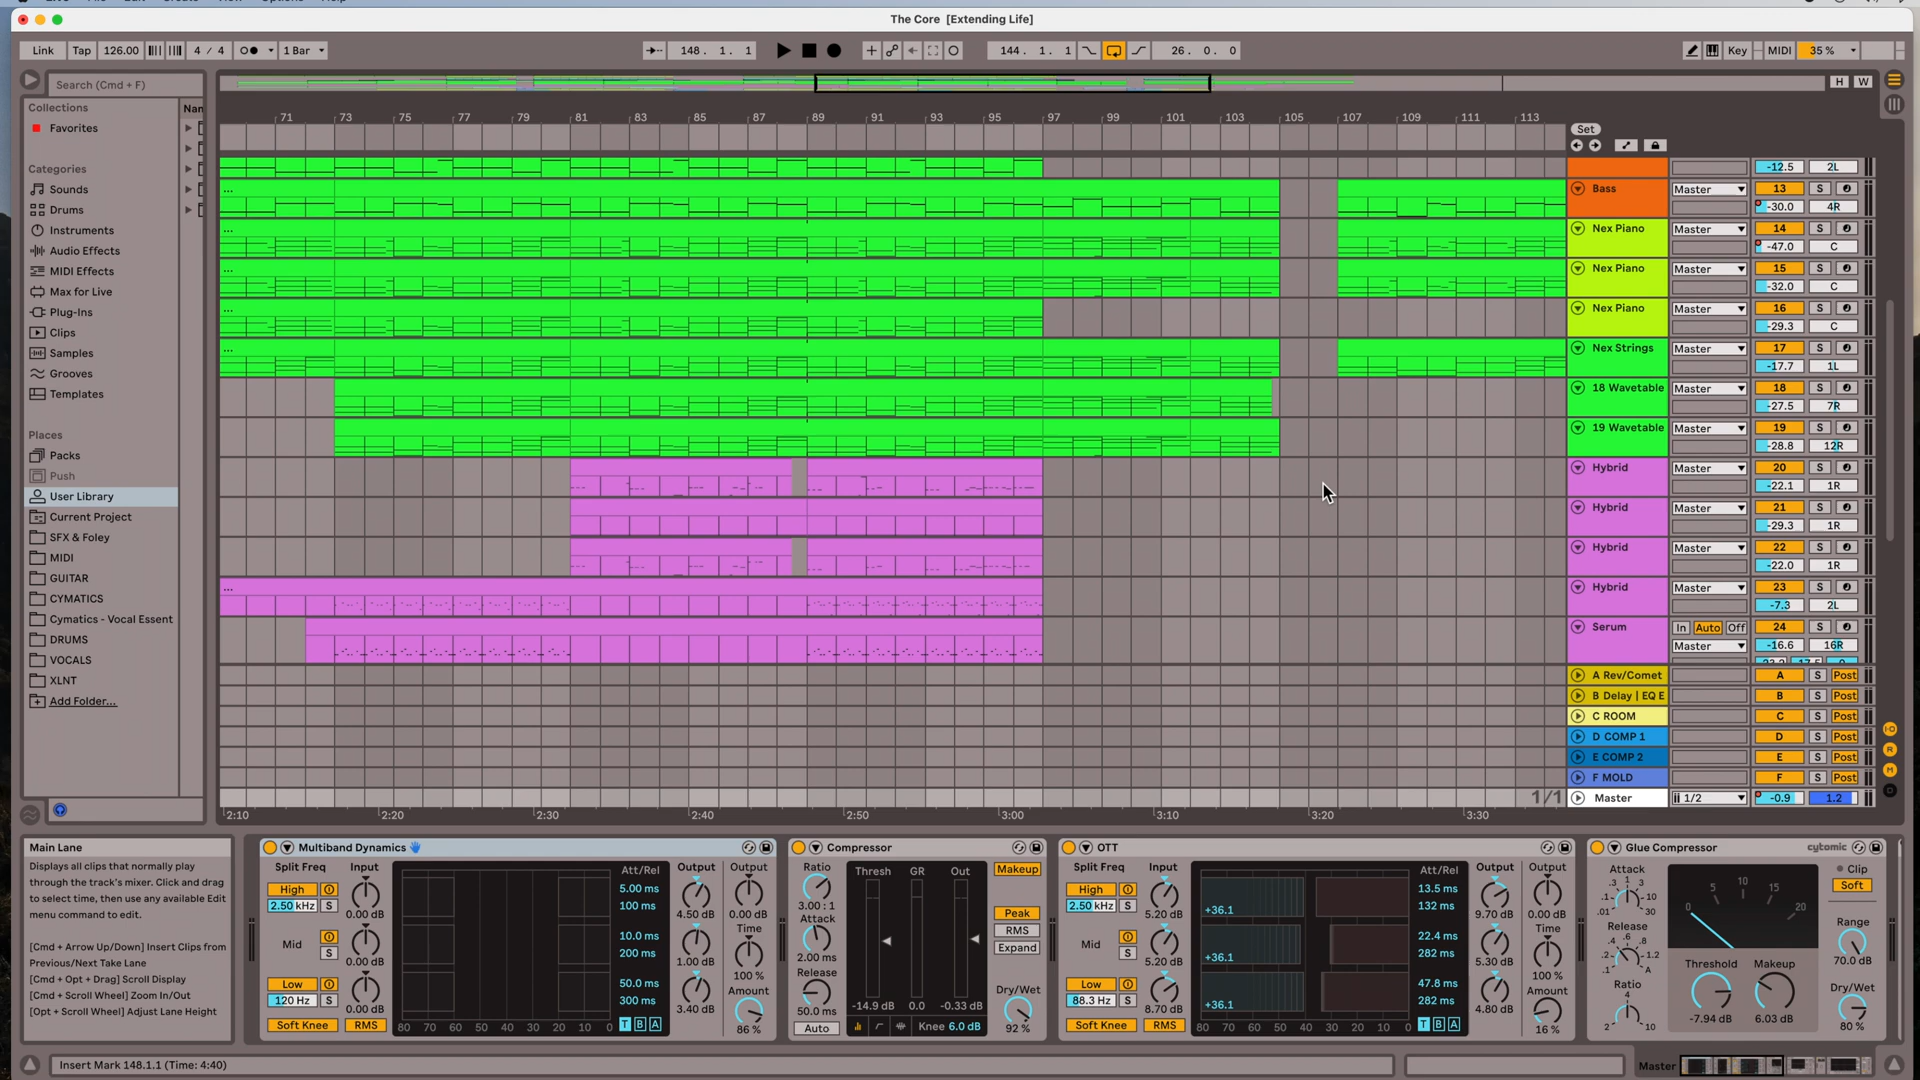 The Core [Extending Life]
Link Tap 126.00 4 / 4 1 Bar 148. 1. 1 144. 1. 1 26. 0. 0 Key MIDI 35 %
Search (Cmd + F)
H W
Collections
Favorites
Categories
Sounds
Drums
Instruments
Audio Effects
MIDI Effects
Max for Live
Plug-Ins
Clips
Samples
Grooves
Templates
Places
Packs
Push
User Library
Current Project
SFX & Foley
MIDI
GUITAR
CYMATICS
Cymatics - Vocal Essent
DRUMS
VOCALS
XLNT
Add Folder...
71 73 75 77 79 81 83 85 87 89 91 93 95 97 99 101 103 105 107 109 111 113
Set
-12.5 2L
Bass Master 13 S
-30.0 4R
Nex Piano Master 14 S
-47.0 C
Nex Piano Master 15 S
-32.0 C
Nex Piano Master 16 S
-29.3 C
Nex Strings Master 17 S
-17.7 1L
18 Wavetable Master 18 S
-27.5 7R
19 Wavetable Master 19 S
-28.8 12R
Hybrid Master 20 S
-22.1 1R
Hybrid Master 21 S
-29.3 1R
Hybrid Master 22 S
-22.0 1R
Hybrid Master 23 S
-7.3 2L
Serum In Auto Off 24 S
Master -16.6 16R
A Rev/Comet A S Post
B Delay | EQ E B S Post
C ROOM C S Post
D COMP 1 D S Post
E COMP 2 E S Post
F MOLD F S Post
1/1 Master 1/2 -0.9 1.2
2:10 2:20 2:30 2:40 2:50 3:00 3:10 3:20 3:30
Main Lane
Displays all clips that normally play
through the track's mixer. Click and drag
to select time, then use any available Edit
menu command to edit.
[Cmd + Arrow Up/Down] Insert Clips from
Previous/Next Take Lane
[Cmd + Opt + Drag] Scroll Display
[Cmd + Scroll Wheel] Zoom In/Out
[Opt + Scroll Wheel] Adjust Lane Height
Multiband Dynamics
Split Freq Input Att/Rel Output Output
High 5.00 ms
2.50 kHz S 0.00 dB 100 ms 4.50 dB 0.00 dB
Mid 10.0 ms Time
S 0.00 dB 200 ms 1.00 dB 100 %
Low 50.0 ms Amount
120 Hz S 0.00 dB 300 ms 3.40 dB 86 %
Soft Knee RMS 80 70 60 50 40 30 20 10 0 T B A
Compressor
Ratio Thresh GR Out Makeup
3.00 : 1
Attack Peak
RMS
2.00 ms Expand
Release
50.0 ms -14.9 dB 0.0 -0.33 dB Dry/Wet
Auto Knee 6.0 dB 92 %
OTT
Split Freq Input Att/Rel Output Output
High 13.5 ms
2.50 kHz S 5.20 dB +36.1 132 ms 9.70 dB 0.00 dB
Mid 22.4 ms Time
S 5.20 dB +36.1 282 ms 5.30 dB 100 %
Low 47.8 ms Amount
88.3 Hz S 8.70 dB +36.1 282 ms 4.80 dB 16 %
Soft Knee RMS 80 70 60 50 40 30 20 10 0 T B A
Glue Compressor cytomic
Attack Clip
.3 1 3 Soft
.1 10
.01 30
0 5 10 15 20
Release Range
.4 .6 .8
.2 1.2
.1 A 70.0 dB
Threshold Makeup
Ratio Dry/Wet
4
2 10 -7.94 dB 6.03 dB 80 %
Insert Mark 148.1.1 (Time: 4:40)
Master